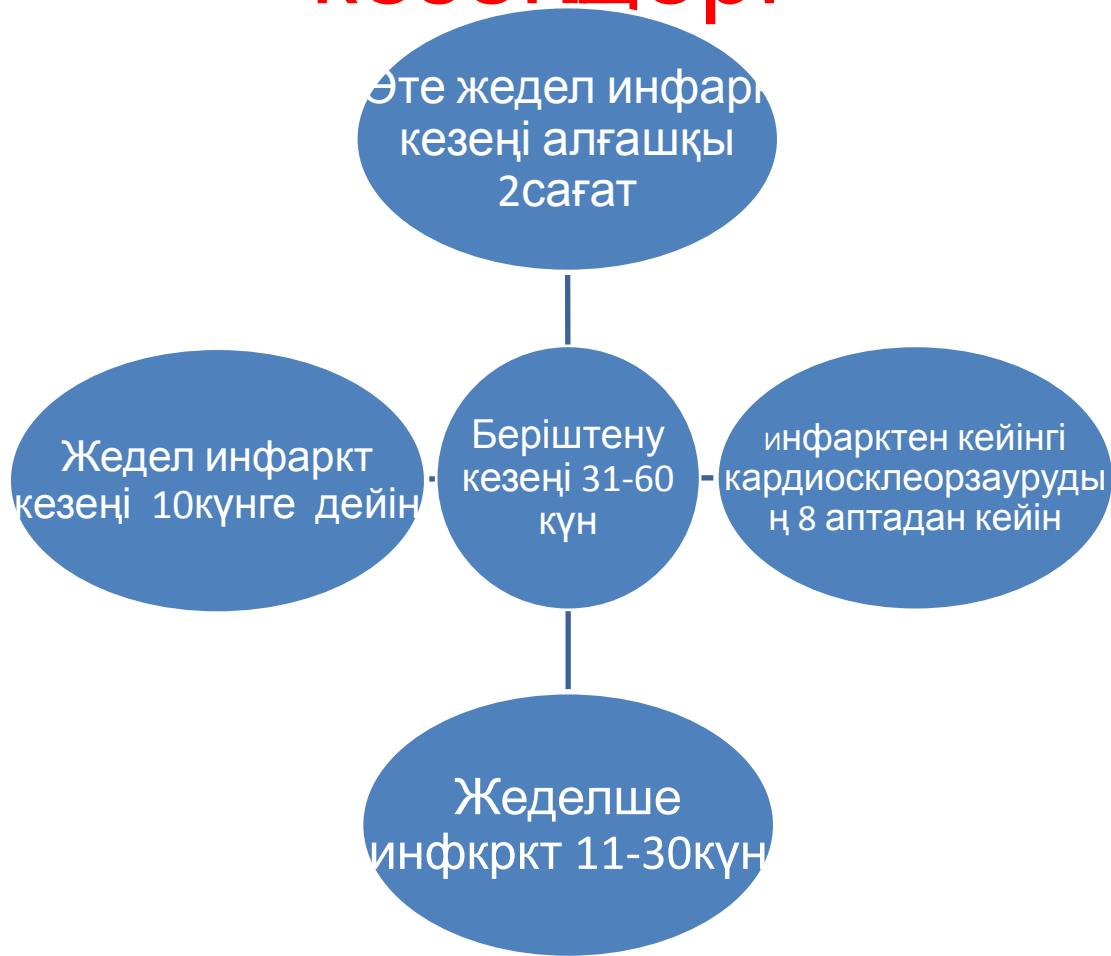 кезеңдері
Өте жедел инфарк
кезеңі алғашқы
2сағат
Жедел инфаркт
кезеңі 10күнге дейін
Беріштену
кезеңі 31-60
күн
инфарктен кейінгі
кардиосклеорзауруды
ң 8 аптадан кейін
Жеделше
инфкркт 11-30күн